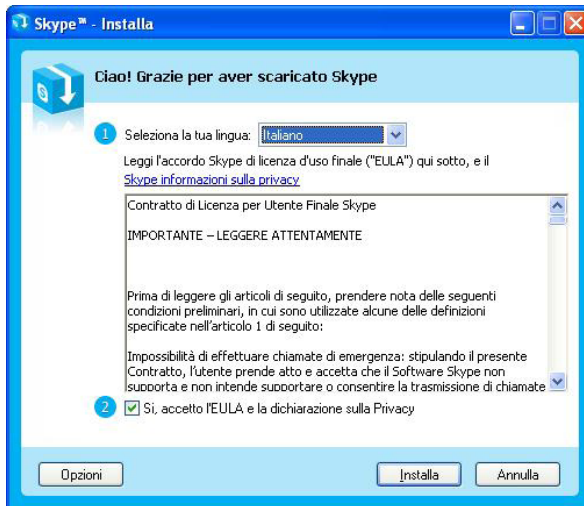 Skype™ - Installa
Ciao! Grazie per aver scaricato Skype
1 Seleziona la tua lingua: Italiano
Leggi l'accordo Skype di licenza d'uso finale ("EULA") qui sotto, e il
Skype informazioni sulla privacy
Contratto di Licenza per Utente Finale Skype
IMPORTANTE – LEGGERE ATTENTAMENTE
Prima di leggere gli articoli di seguito, prendere nota delle seguenti
condizioni preliminari, in cui sono utilizzate alcune delle definizioni
specificate nell'articolo 1 di seguito:
Impossibilità di effettuare chiamate di emergenza: stipulando il presente
Contratto, l'utente prende atto e accetta che il Software Skype non
supporta e non intende supportare o consentire la trasmissione di chiamate
2 Si, accetto l'EULA e la dichiarazione sulla Privacy
Opzioni Installa Annulla